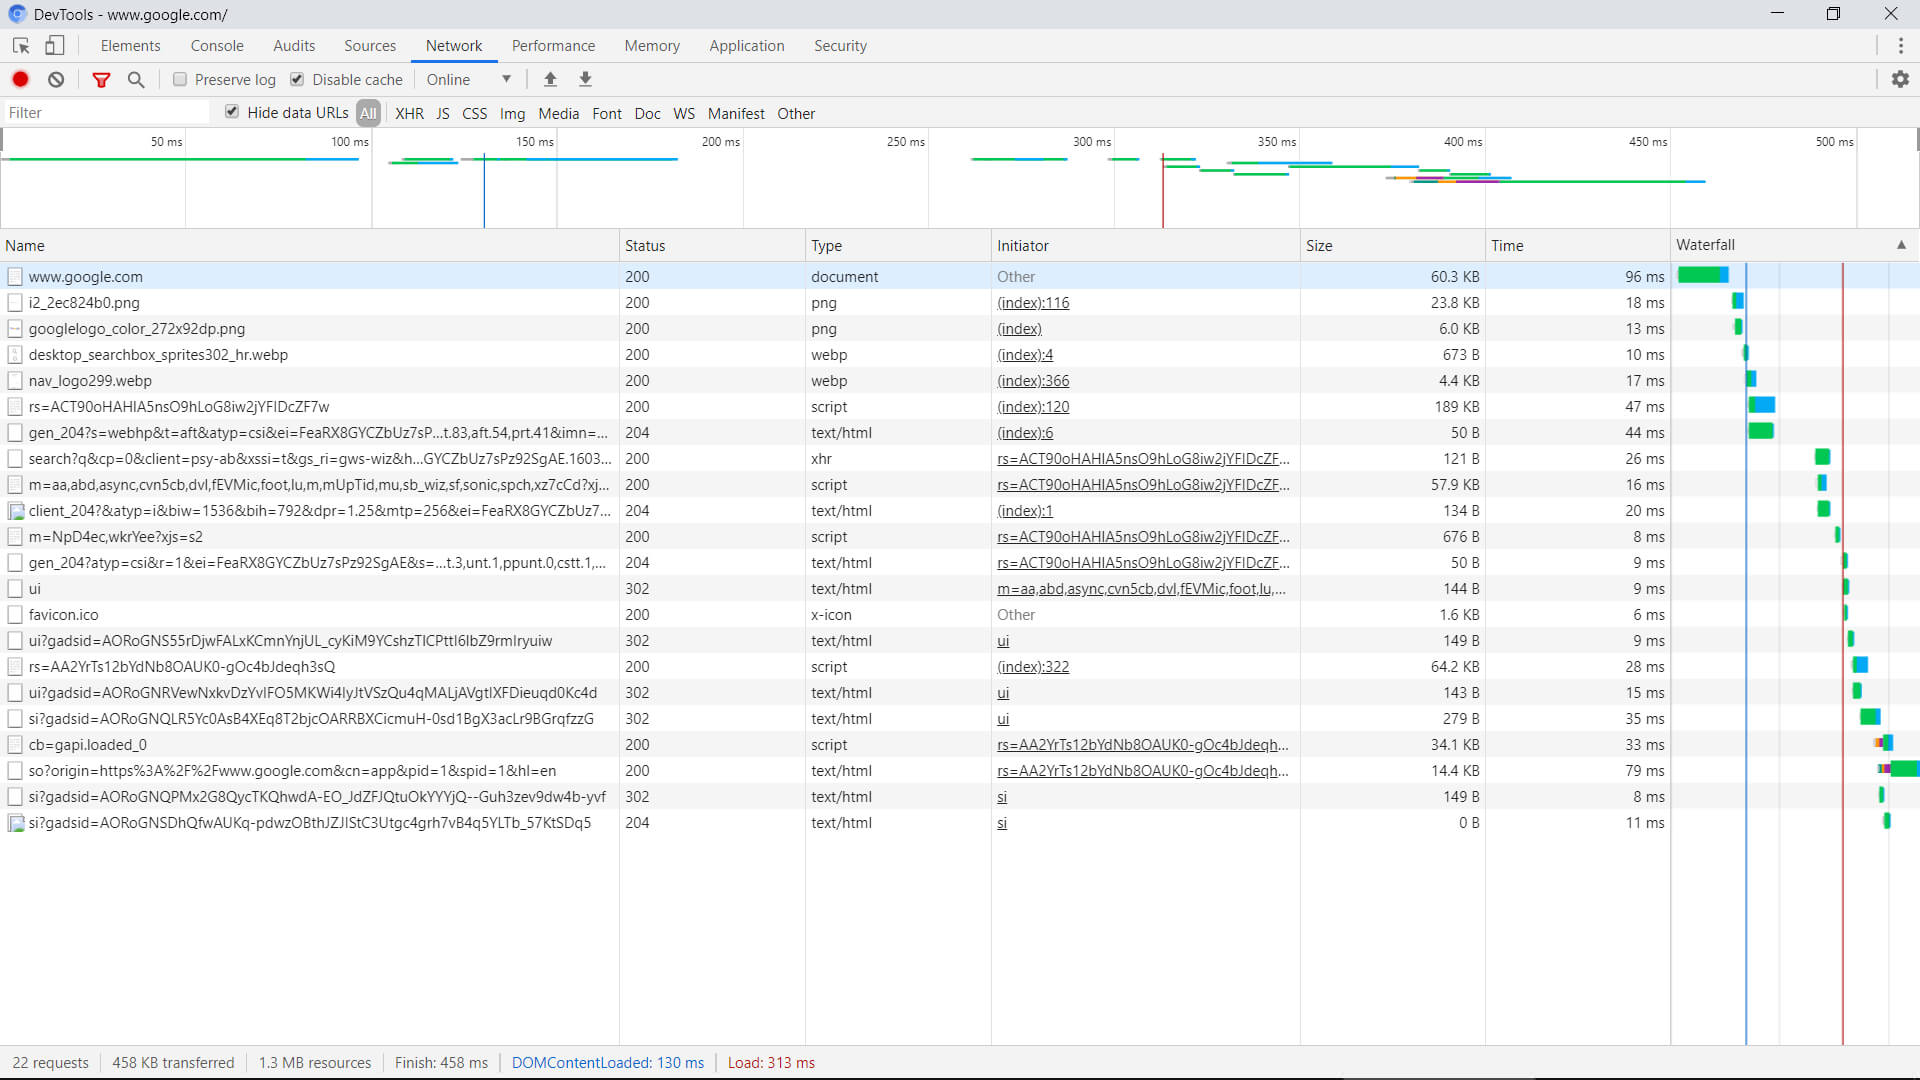 DevTools - www.google.com/
Elements Console Audits Sources Network Performance Memory Application Security
Preserve log Disable cache Online
Filter Hide data URLs All XHR JS CSS Img Media Font Doc WS Manifest Other
50 ms 100 ms 150 ms 200 ms 250 ms 300 ms 350 ms 400 ms 450 ms 500 ms
Name Status Type Initiator Size Time Waterfall
www.google.com 200 document Other 60.3 KB 96 ms
i2_2ec824b0.png 200 png (index):116 23.8 KB 18 ms
googlelogo_color_272x92dp.png 200 png (index) 6.0 KB 13 ms
desktop_searchbox_sprites302_hr.webp 200 webp (index):4 673 B 10 ms
nav_logo299.webp 200 webp (index):366 4.4 KB 17 ms
rs=ACT90oHAHIA5nsO9hLoG8iw2jYFIDcZF7w 200 script (index):120 189 KB 47 ms
gen_204?s=webhp&t=aft&atyp=csi&ei=FeaRX8GYCZbUz7sP...t.83,aft.54,prt.41&imn=... 204 text/html (index):6 50 B 44 ms
search?q&cp=0&client=psy-ab&xssi=t&gs_ri=gws-wiz&h...GYCZbUz7sPz92SgAE.1603... 200 xhr rs=ACT90oHAHIA5nsO9hLoG8iw2jYFIDcZF... 121 B 26 ms
m=aa,abd,async,cvn5cb,dvl,fEVMic,foot,lu,m,mUpTid,mu,sb_wiz,sf,sonic,spch,xz7cCd?xj... 200 script rs=ACT90oHAHIA5nsO9hLoG8iw2jYFIDcZF... 57.9 KB 16 ms
client_204?&atyp=i&biw=1536&bih=792&dpr=1.25&mtp=256&ei=FeaRX8GYCZbUz7... 204 text/html (index):1 134 B 20 ms
m=NpD4ec,wkrYee?xjs=s2 200 script rs=ACT90oHAHIA5nsO9hLoG8iw2jYFIDcZF... 676 B 8 ms
gen_204?atyp=csi&r=1&ei=FeaRX8GYCZbUz7sPz92SgAE&s=...t.3,unt.1,ppunt.0,cstt.1,... 204 text/html rs=ACT90oHAHIA5nsO9hLoG8iw2jYFIDcZF... 50 B 9 ms
ui 302 text/html m=aa,abd,async,cvn5cb,dvl,fEVMic,foot,lu,... 144 B 9 ms
favicon.ico 200 x-icon Other 1.6 KB 6 ms
ui?gadsid=AORoGNS55rDjwFALxKCmnYnjUL_cyKiM9YCshzTICPttI6IbZ9rmIryuiw 302 text/html ui 149 B 9 ms
rs=AA2YrTs12bYdNb8OAUK0-gOc4bJdeqh3sQ 200 script (index):322 64.2 KB 28 ms
ui?gadsid=AORoGNRVewNxkvDzYvlFO5MKWi4IyJtVSzQu4qMALjAVgtIXFDieuqd0Kc4d 302 text/html ui 143 B 15 ms
si?gadsid=AORoGNQLR5Yc0AsB4XEq8T2bjcOARRBXCicmuH-0sd1BgX3acLr9BGrqfzzG 302 text/html ui 279 B 35 ms
cb=gapi.loaded_0 200 script rs=AA2YrTs12bYdNb8OAUK0-gOc4bJdeqh... 34.1 KB 33 ms
so?origin=https%3A%2F%2Fwww.google.com&cn=app&pid=1&spid=1&hl=en 200 text/html rs=AA2YrTs12bYdNb8OAUK0-gOc4bJdeqh... 14.4 KB 79 ms
si?gadsid=AORoGNQPMx2G8QycTKQhwdA-EO_JdZFJQtuOkYYYjQ--Guh3zev9dw4b-yvf 302 text/html si 149 B 8 ms
si?gadsid=AORoGNSDhQfwAUKq-pdwzOBthJZJIStC3Utgc4grh7vB4q5YLTb_57KtSDq5 204 text/html si 0 B 11 ms
22 requests 458 KB transferred 1.3 MB resources Finish: 458 ms DOMContentLoaded: 130 ms Load: 313 ms